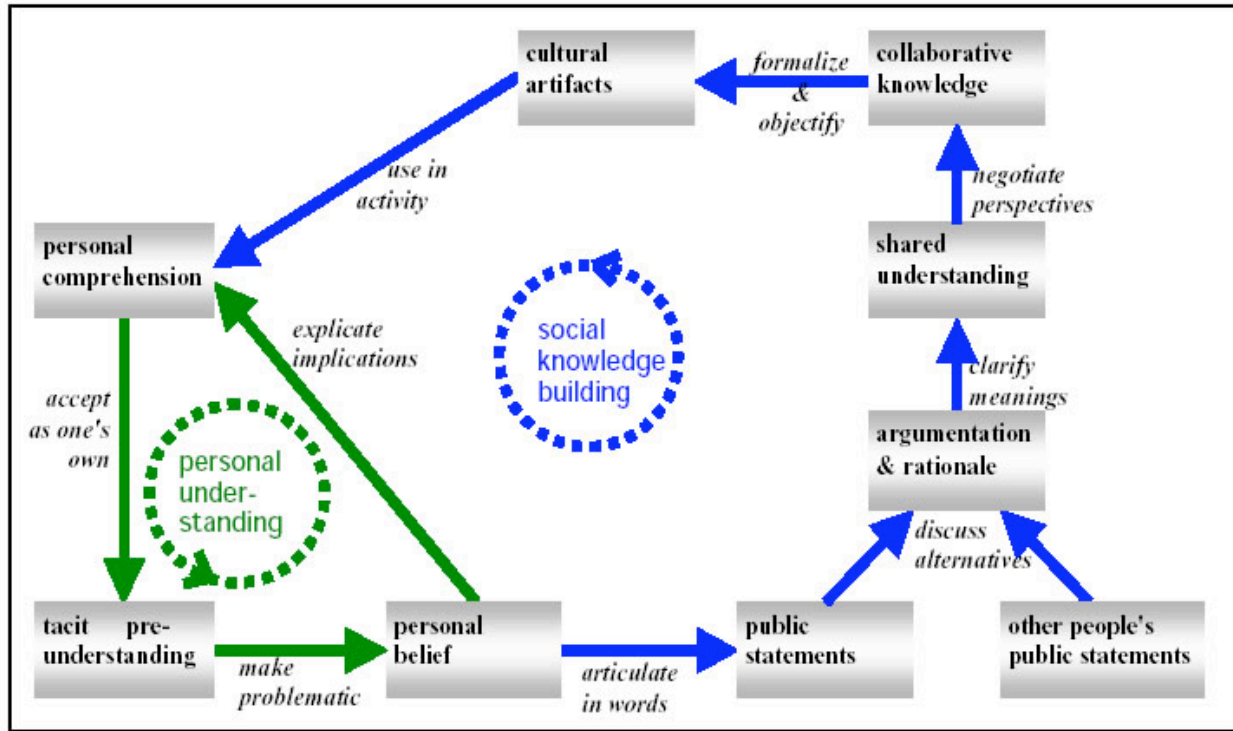 cultural
artifacts
formalize
&
objectify
collaborative
knowledge
use in
activity
negotiate
perspectives
personal
comprehension
shared
understanding
explicate
implications
social
knowledge
building
clarify
meanings
accept
as one's
own
personal
under-
standing
argumentation
& rationale
discuss
alternatives
tacit pre-
understanding
make
problematic
personal
belief
articulate
in words
public
statements
other people's
public statements